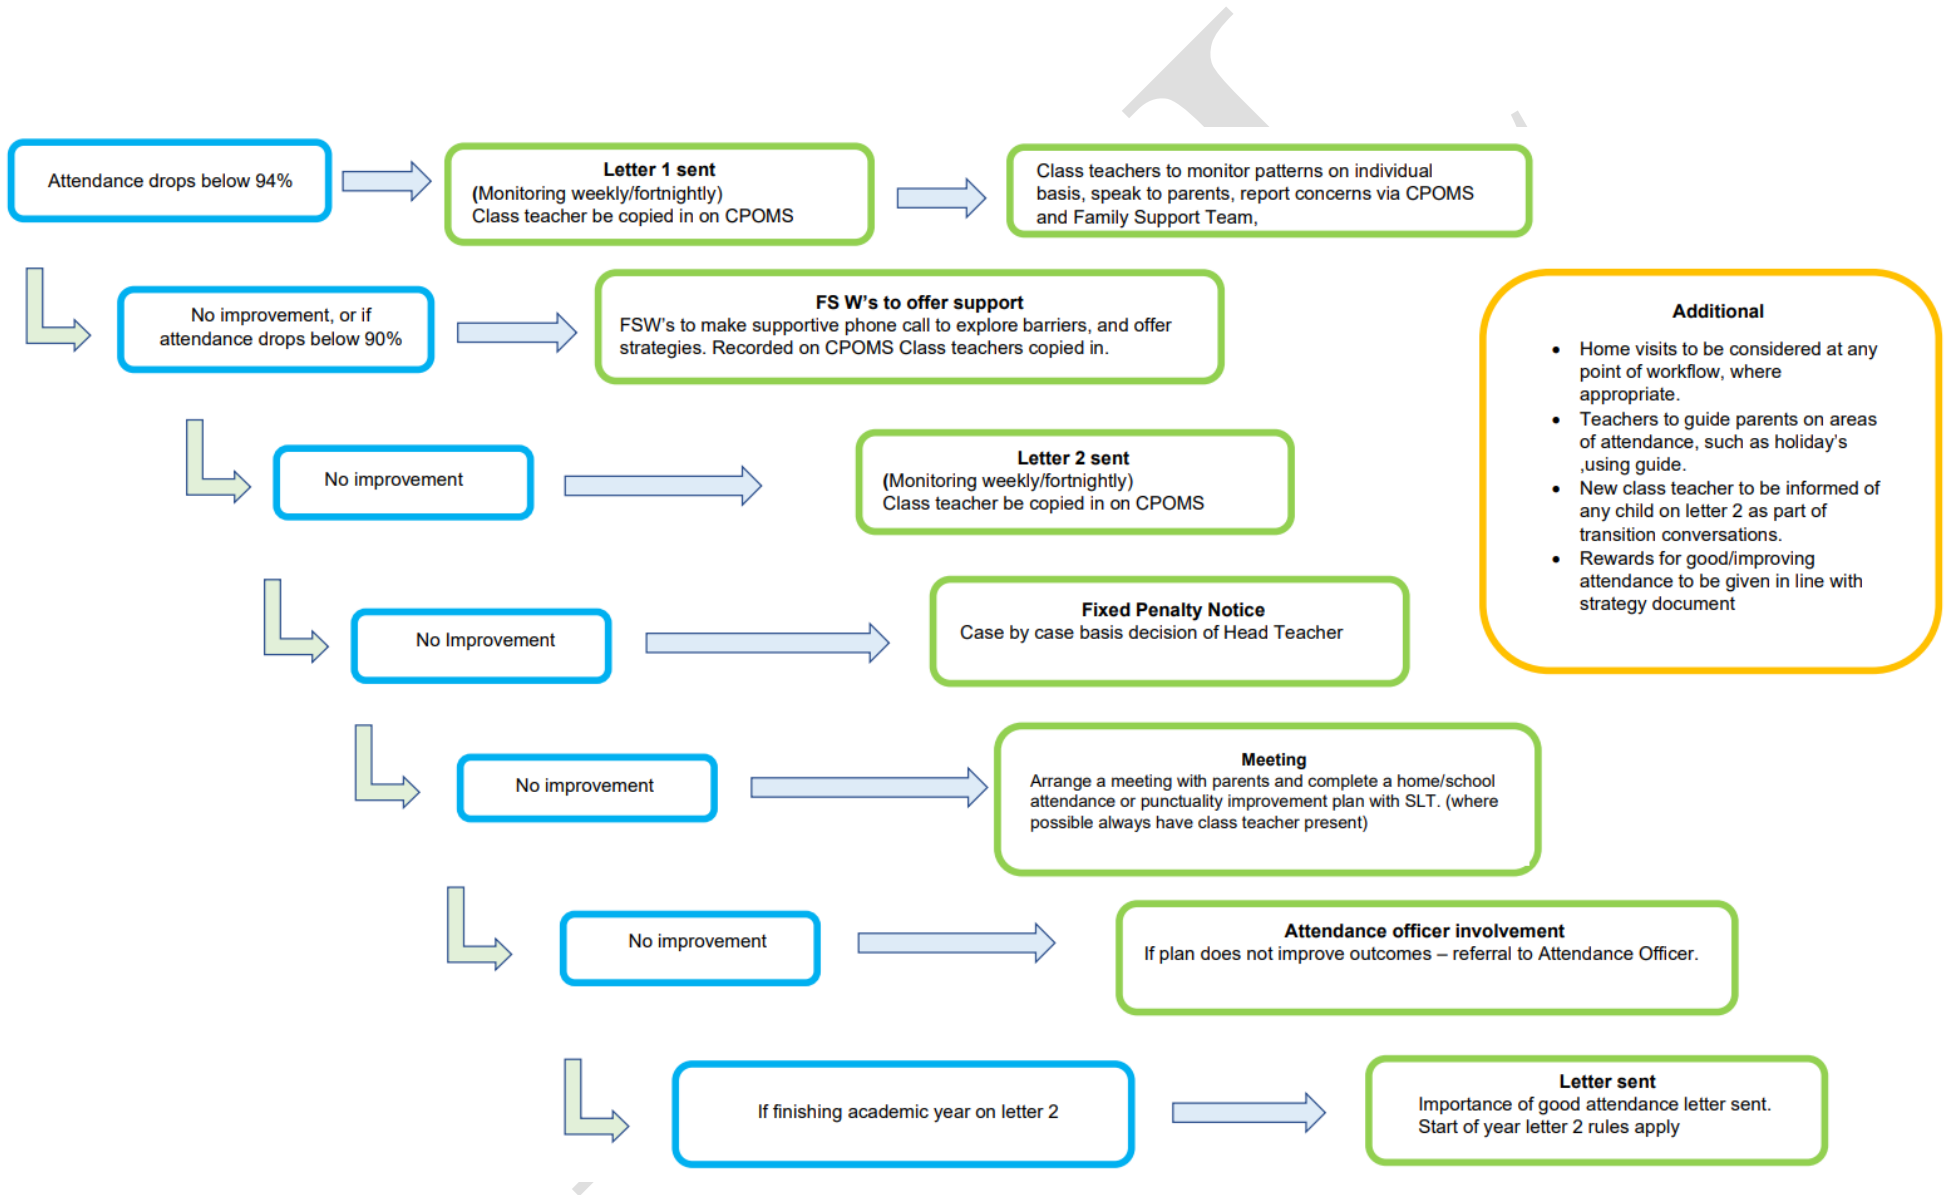 Attendance drops below 94%
Letter 1 sent
(Monitoring weekly/fortnightly)
Class teacher be copied in on CPOMS
Class teachers to monitor patterns on individual
basis, speak to parents, report concerns via CPOMS
and Family Support Team,
No improvement, or if
attendance drops below 90%
FS W’s to offer support
FSW’s to make supportive phone call to explore barriers, and offer
strategies. Recorded on CPOMS Class teachers copied in.
Additional
• Home visits to be considered at any
point of workflow, where
appropriate.
• Teachers to guide parents on areas
of attendance, such as holiday’s
,using guide.
• New class teacher to be informed of
any child on letter 2 as part of
transition conversations.
• Rewards for good/improving
attendance to be given in line with
strategy document
No improvement
Letter 2 sent
(Monitoring weekly/fortnightly)
Class teacher be copied in on CPOMS
No Improvement
Fixed Penalty Notice
Case by case basis decision of Head Teacher
No improvement
Meeting
Arrange a meeting with parents and complete a home/school
attendance or punctuality improvement plan with SLT. (where
possible always have class teacher present)
No improvement
Attendance officer involvement
If plan does not improve outcomes – referral to Attendance Officer.
If finishing academic year on letter 2
Letter sent
Importance of good attendance letter sent.
Start of year letter 2 rules apply